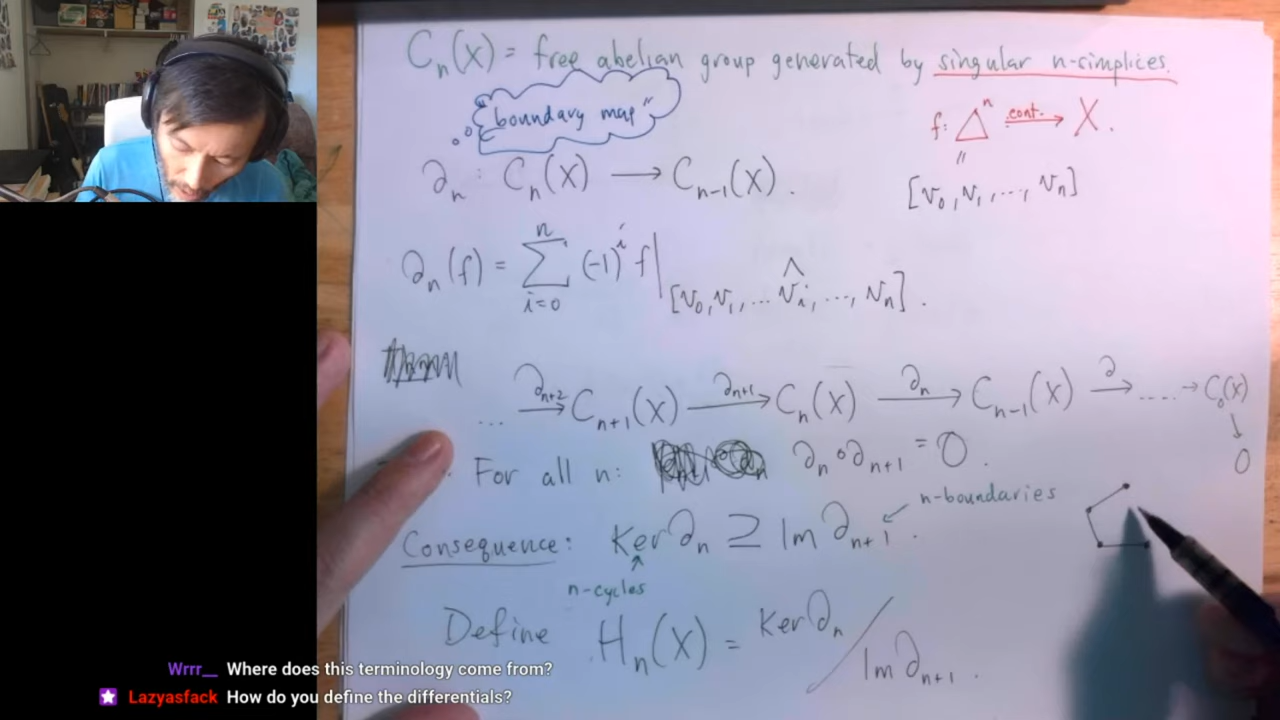 Cₙ(X) = free abelian group generated by singular n-simplices.
"boundary map"
f: Δⁿ cont. → X.
"
[v₀, v₁, ..., vₙ]
∂ₙ : Cₙ(X) → Cₙ₋₁(X).
∂ₙ(f) = Σ_{i=0}^{n} (-1)^i f|[v₀, v₁, ... v̂ᵢ, ..., vₙ].
... ∂ₙ₊₂ → Cₙ₊₁(X) ∂ₙ₊₁ → Cₙ(X) ∂ₙ → Cₙ₋₁(X) ∂ → ..... → C₀(X)
↓
0
For all n: ∂ₙ∘∂ₙ₊₁ = 0.
n-boundaries
Consequence: Ker ∂ₙ ⊇ Im ∂ₙ₊₁.
n-cycles
Define Hₙ(X) = Ker ∂ₙ / Im ∂ₙ₊₁.
Wrrr__ Where does this terminology come from?
Lazyasfack How do you define the differentials?